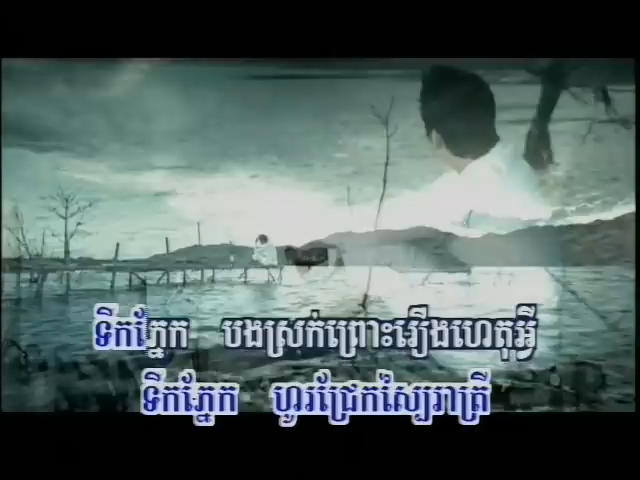 ទឹកភ្នែក បងស្រក់ព្រោះរឿងហេតុអ្វី
ទឹកភ្នែក ហូរជ្រែកស្បៃរាត្រី